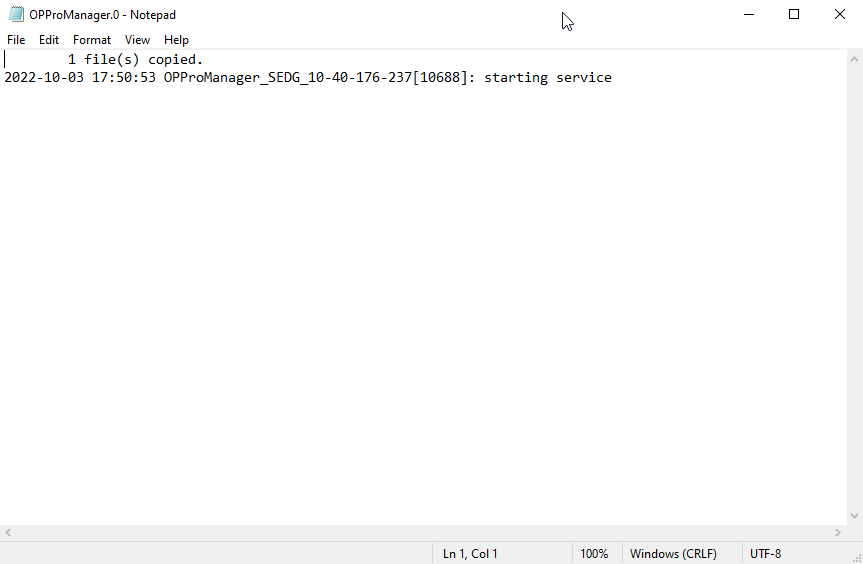 OPProManager.0 - Notepad
File Edit Format View Help
1 file(s) copied.
2022-10-03 17:50:53 OPProManager_SEDG_10-40-176-237[10688]: starting service
Ln 1, Col 1 100% Windows (CRLF) UTF-8